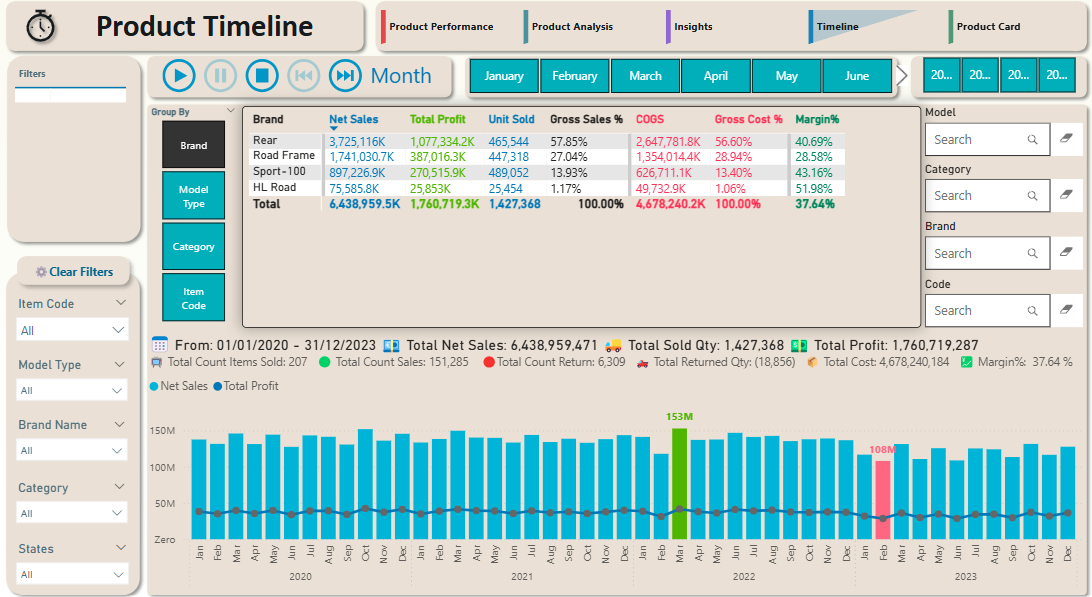 Product Timeline
Product Performance
Product Analysis
Insights
Timeline
Product Card
Filters
Month
January
February
March
April
May
June
20...
20...
20...
20...
Group By
Brand
Model Type
Category
Item Code
Brand Net Sales Total Profit Unit Sold Gross Sales % COGS Gross Cost % Margin%
Rear 3,725,116K 1,077,334.2K 465,544 57.85% 2,647,781.8K 56.60% 40.69%
Road Frame 1,741,030.7K 387,016.3K 447,318 27.04% 1,354,014.4K 28.94% 28.58%
Sport-100 897,226.9K 270,515.9K 489,052 13.93% 626,711.1K 13.40% 43.16%
HL Road 75,585.8K 25,853K 25,454 1.17% 49,732.9K 1.06% 51.98%
Total 6,438,959.5K 1,760,719.3K 1,427,368 100.00% 4,678,240.2K 100.00% 37.64%
Model
Search
Category
Search
Brand
Search
Code
Search
Clear Filters
Item Code
All
Model Type
All
Brand Name
All
Category
All
States
All
From: 01/01/2020 - 31/12/2023 Total Net Sales: 6,438,959,471 Total Sold Qty: 1,427,368 Total Profit: 1,760,719,287
Total Count Items Sold: 207 Total Count Sales: 151,285 Total Count Return: 6,309 Total Returned Qty: (18,856) Total Cost: 4,678,240,184 Margin%: 37.64 %
Net Sales Total Profit
153M
108M
150M
100M
50M
Zero
Jan Feb Mar Apr May Jun Jul Aug Sep Oct Nov Dec Jan Feb Mar Apr May Jun Jul Aug Sep Oct Nov Dec Jan Feb Mar Apr May Jun Jul Aug Sep Oct Nov Dec Jan Feb Mar Apr May Jun Jul Aug Sep Oct Nov Dec
2020 2021 2022 2023